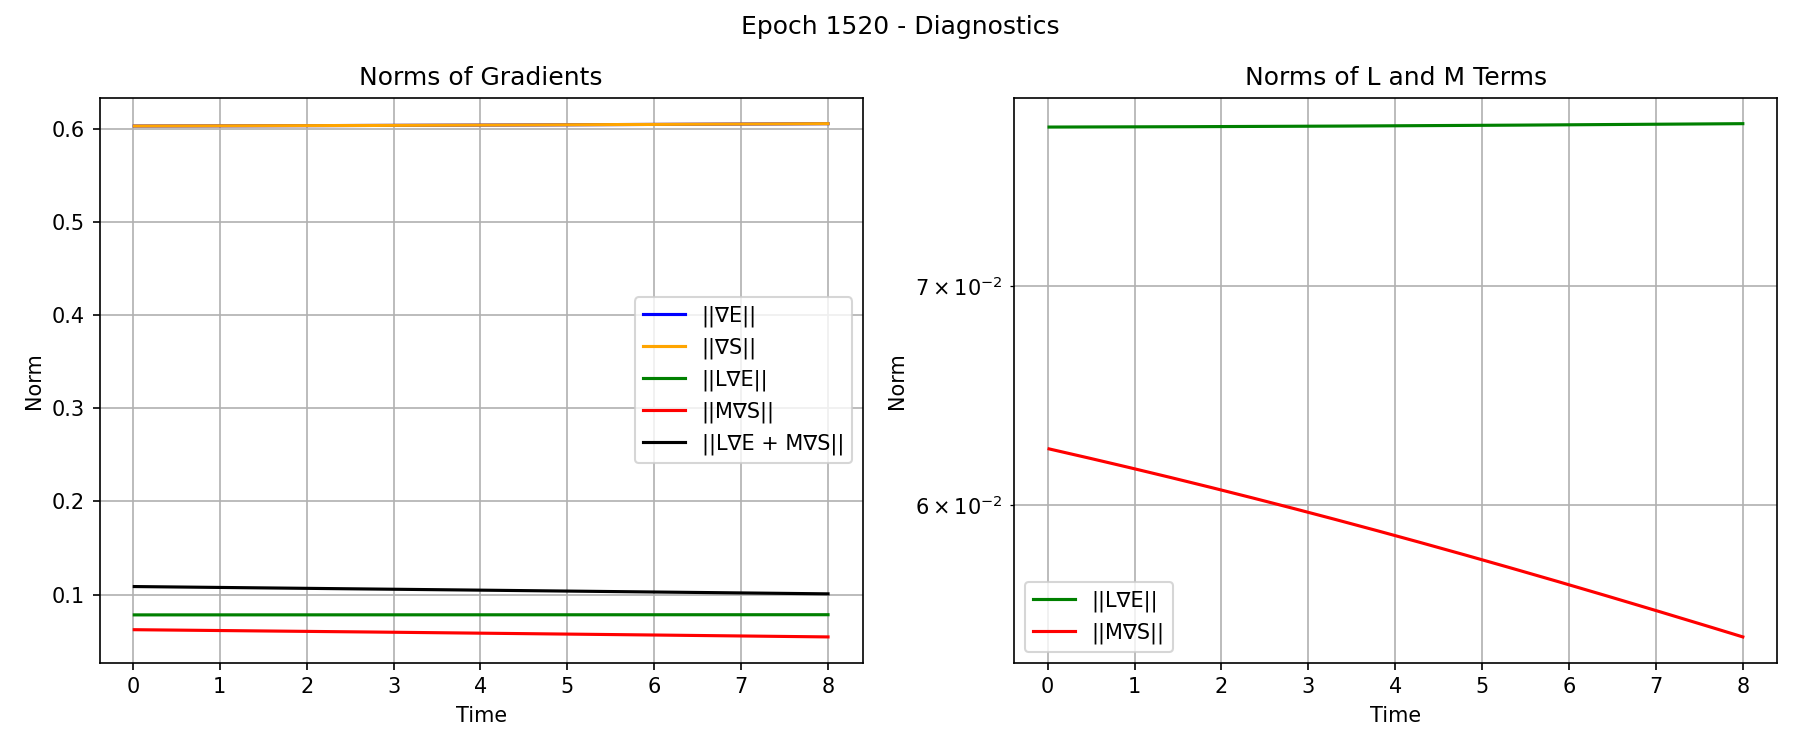 Epoch 1520 - Diagnostics
Norms of Gradients
0.6
0.5
0.4
0.3
0.2
0.1
Norm
||∇E||
||∇S||
||L∇E||
||M∇S||
||L∇E + M∇S||
0 1 2 3 4 5 6 7 8
Time
Norms of L and M Terms
7 × 10⁻²
6 × 10⁻²
Norm
||L∇E||
||M∇S||
0 1 2 3 4 5 6 7 8
Time